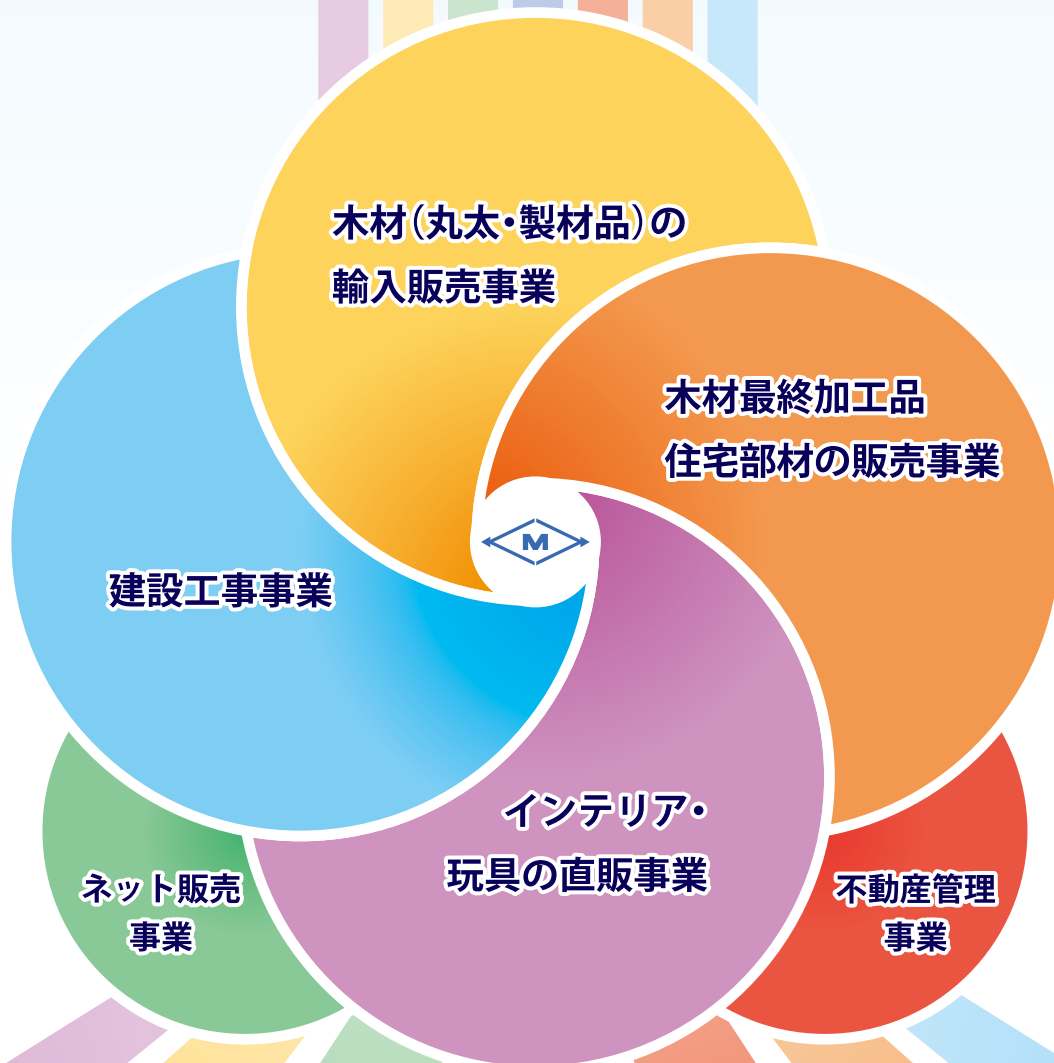 木材（丸太・製材品）の
輸入販売事業
木材最終加工品
住宅部材の販売事業
M
建設工事事業
インテリア・
玩具の直販事業
ネット販売
事業
不動産管理
事業